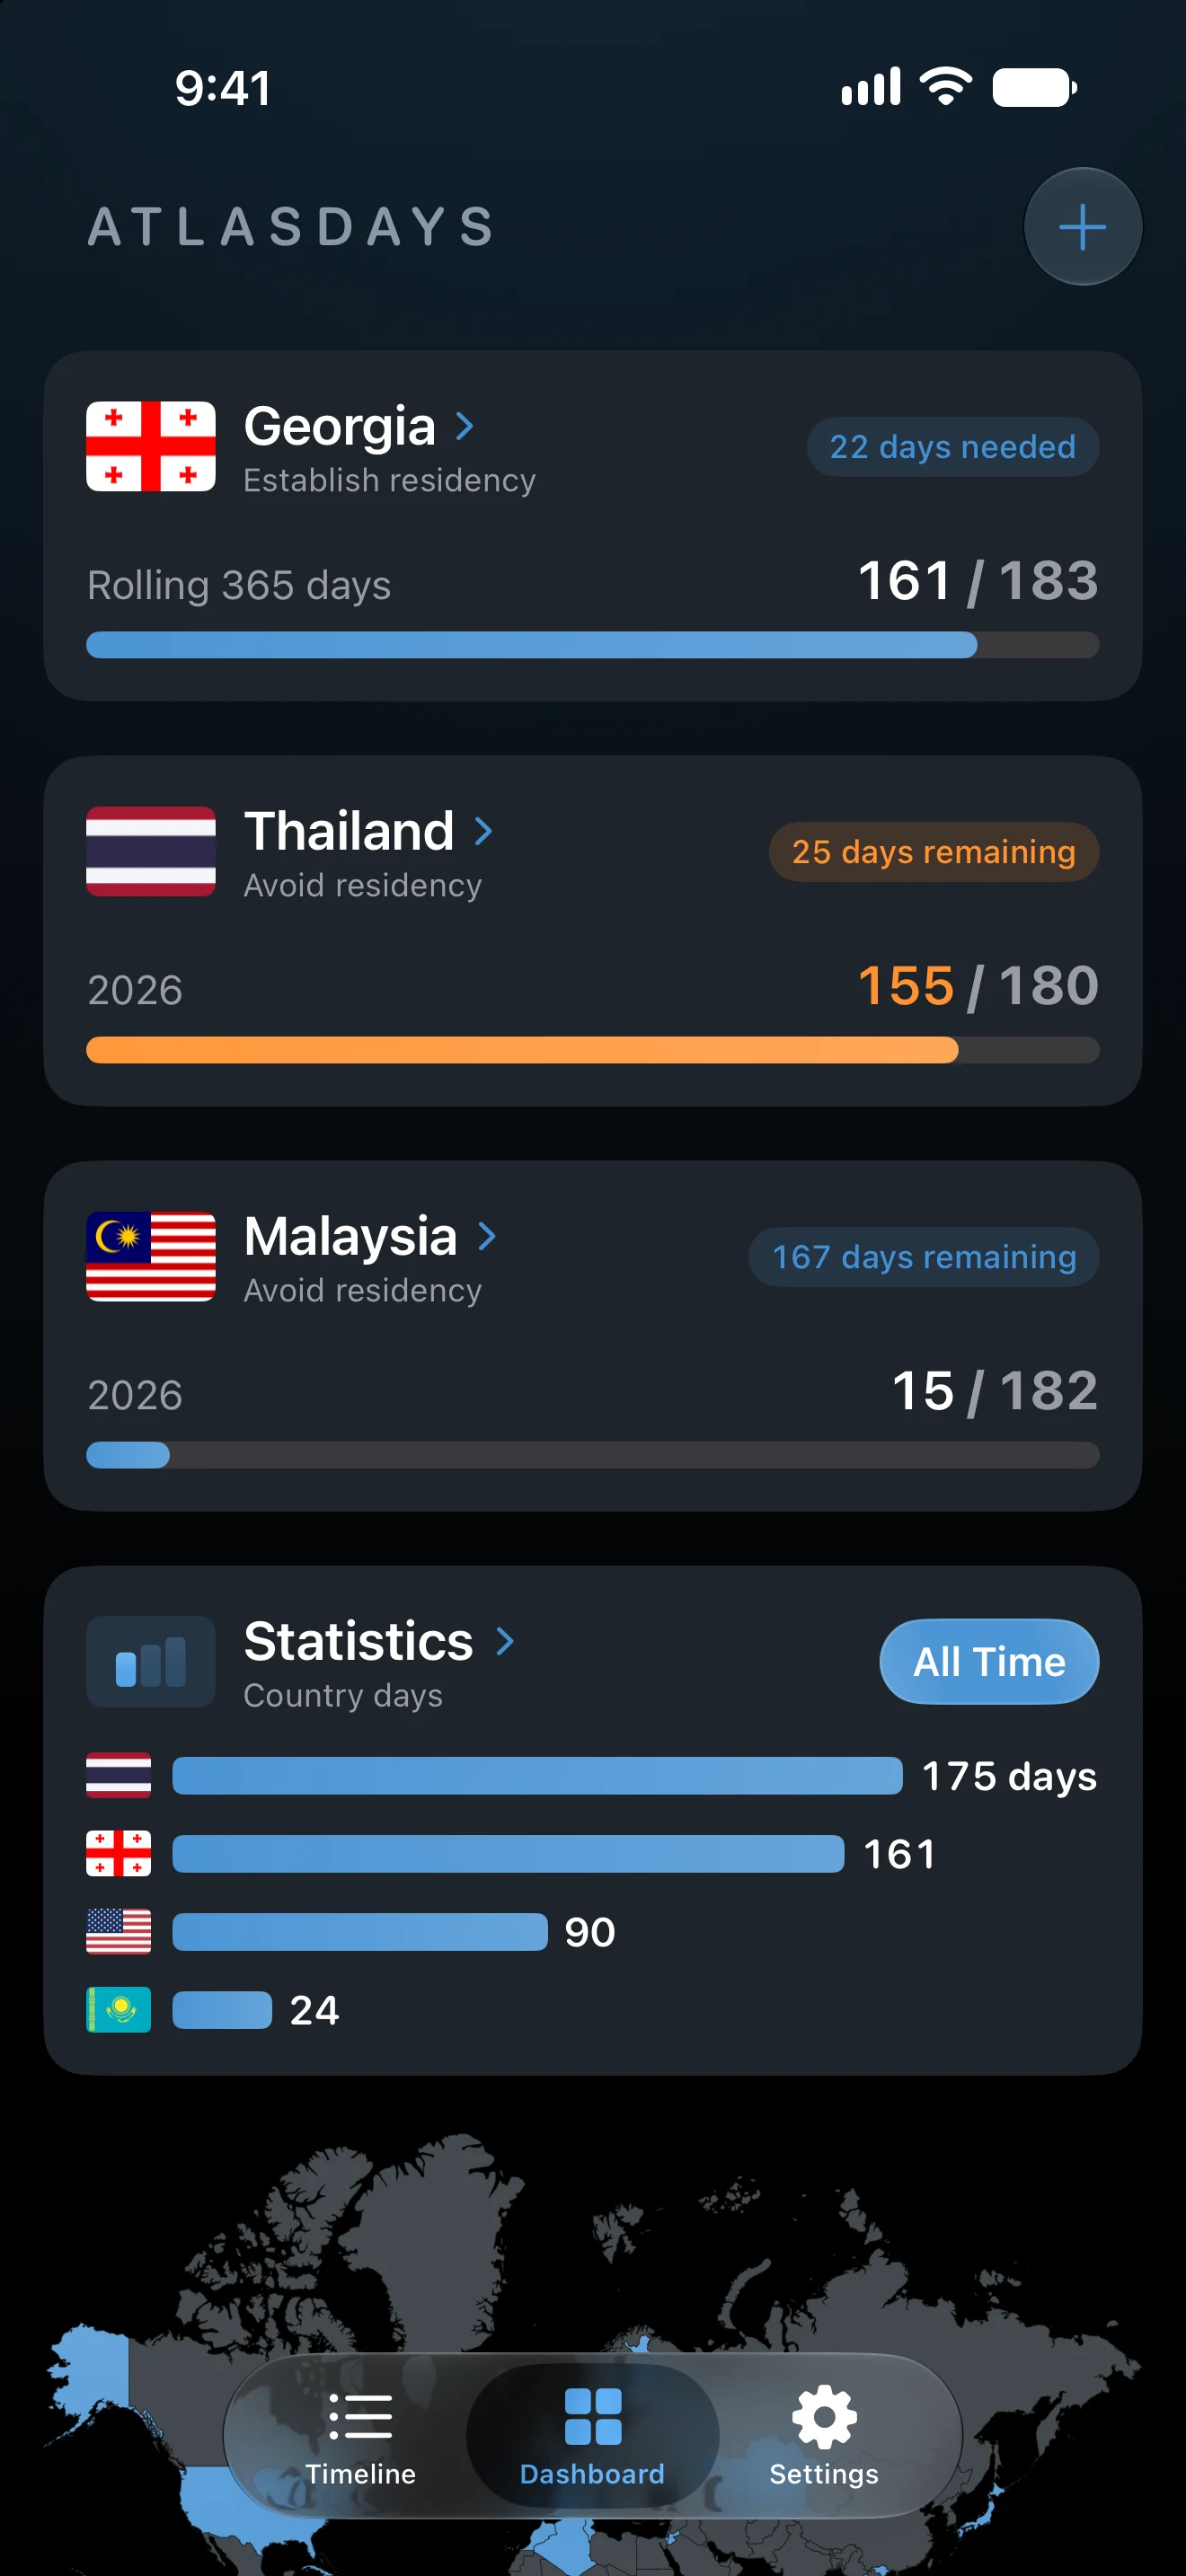 9:41
ATLASDAYS
Georgia
22 days needed
Establish residency
Rolling 365 days
161 / 183
Thailand
25 days remaining
Avoid residency
2026
155 / 180
Malaysia
167 days remaining
Avoid residency
2026
15 / 182
Statistics
All Time
Country days
175 days
161
90
24
Timeline
Dashboard
Settings